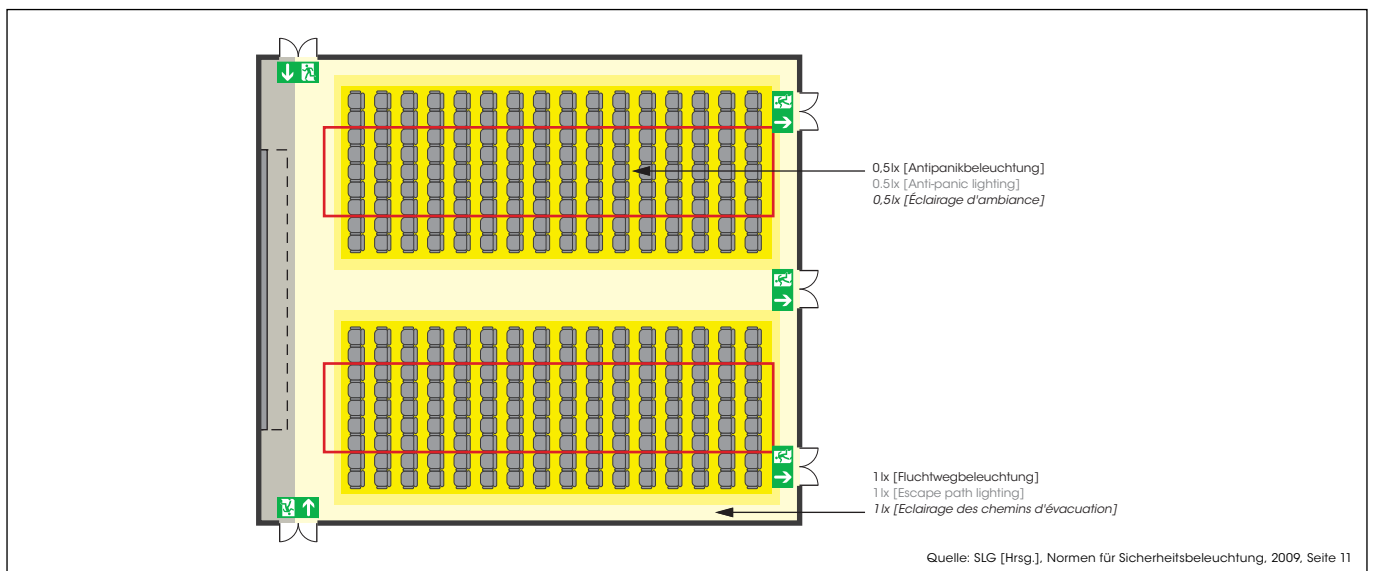 0,5lx [Antipanikbeleuchtung]
0.5lx [Anti-panic lighting]
0,5lx [Éclairage d'ambiance]
1lx [Fluchtwegbeleuchtung]
1lx [Escape path lighting]
1lx [Eclairage des chemins d'évacuation]
Quelle: SLG [Hrsg.], Normen für Sicherheitsbeleuchtung, 2009, Seite 11